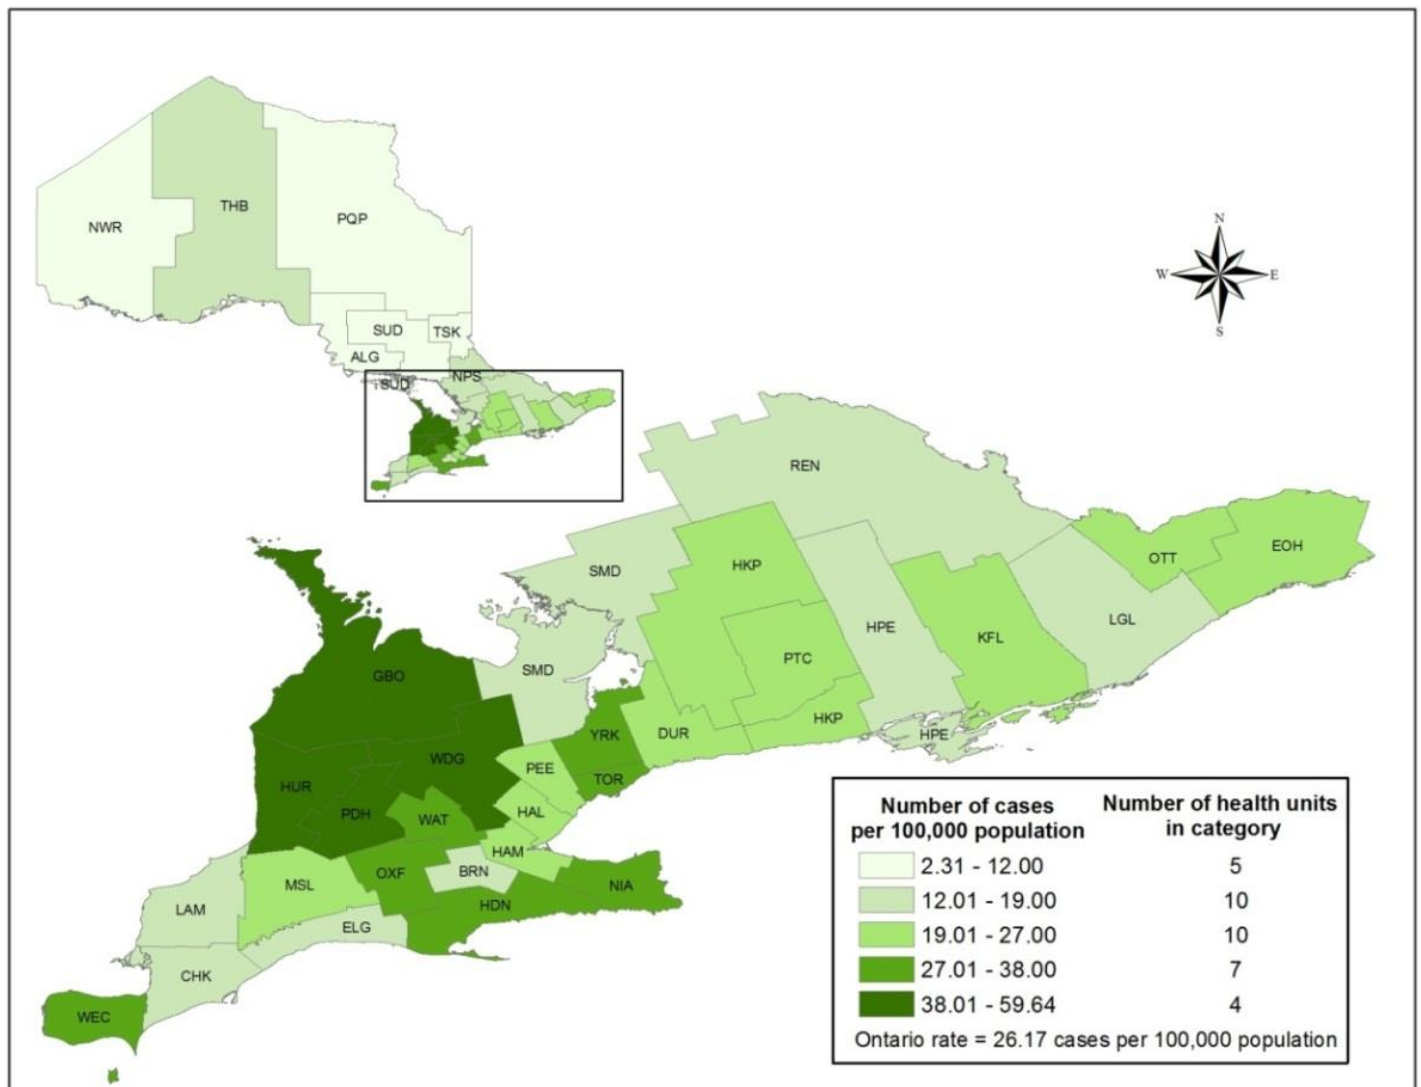 NWR
THB
PQP
SUD
TSK
ALG
SUD
NPS
N
W
E
S
REN
SMD
HKP
OTT
EOH
HPE
KFL
LGL
PTC
SMD
GBO
HKP
HPE
YRK
DUR
WDG
PEE
TOR
HUR
PDH
WAT
HAL
HAM
OXF
BRN
MSL
NIA
HDN
LAM
ELG
CHK
WEC
Number of cases per 100,000 population
Number of health units in category
2.31 - 12.00 5
12.01 - 19.00 10
19.01 - 27.00 10
27.01 - 38.00 7
38.01 - 59.64 4
Ontario rate = 26.17 cases per 100,000 population